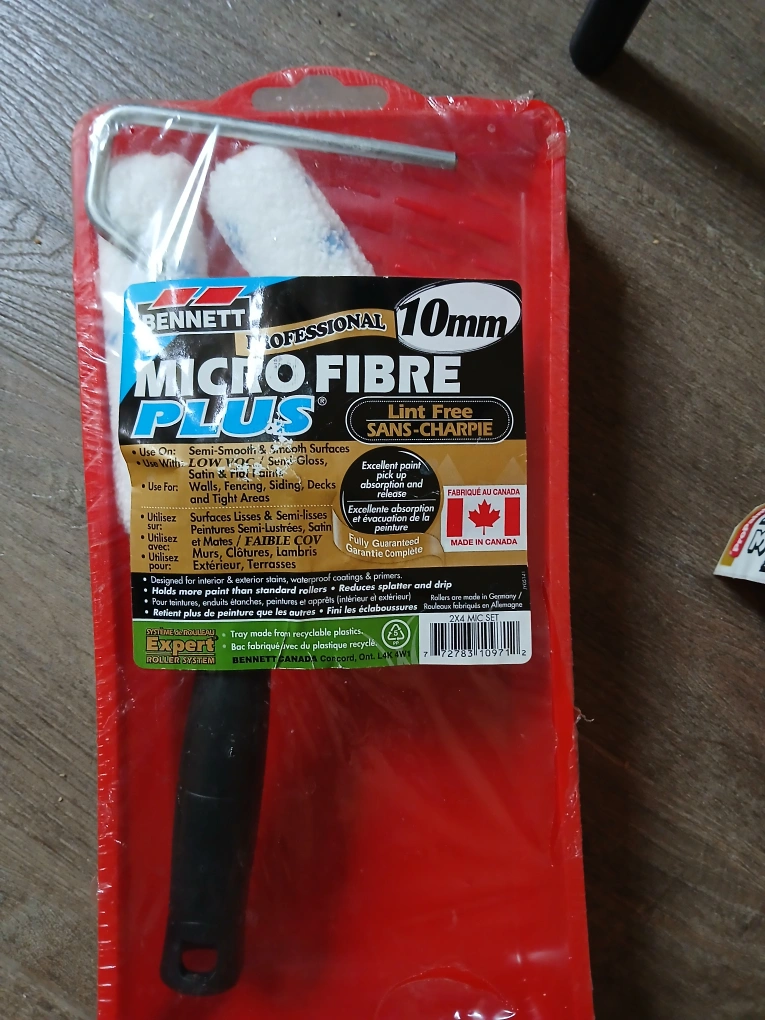 BENNETT
PROFESSIONAL
10mm
MICRO FIBRE
PLUS®
Lint Free
SANS-CHARPIE
• Use On: Semi-Smooth & Smooth Surfaces
• Use With: LOW VOC / Semi Gloss,
Satin & Flat Paints
• Use For: Walls, Fencing, Siding, Decks
and Tight Areas
• Utilisez sur: Surfaces Lisses & Semi-lisses
• Utilisez avec: Peintures Semi-Lustrées, Satin
et Mates / FAIBLE COV
• Utilisez pour: Murs, Clôtures, Lambris
Extérieur, Terrasses
Excellent paint
pick up
absorption and
release
Excellente absorption
et évacuation de la
peinture
Fully Guaranteed
Garantie Complète
FABRIQUÉ AU CANADA
MADE IN CANADA
• Designed for interior & exterior stains, waterproof coatings & primers.
• Holds more paint than standard rollers • Reduces splatter and drip
• Pour teintures, enduits étanches, peintures et apprêts (intérieur et extérieur)
• Retient plus de peinture que les autres • Fini les éclaboussures
Rollers are made in Germany /
Rouleaux fabriqués en Allemagne
SYSTÈME de ROULEAU
Expert
ROLLER SYSTEM
• Tray made from recyclable plastics.
• Bac fabriqué avec du plastique recyclé.
BENNETT CANADA Concord, Ont. L4K 4W1
2X4 MIC SET
7 72783 10971 2